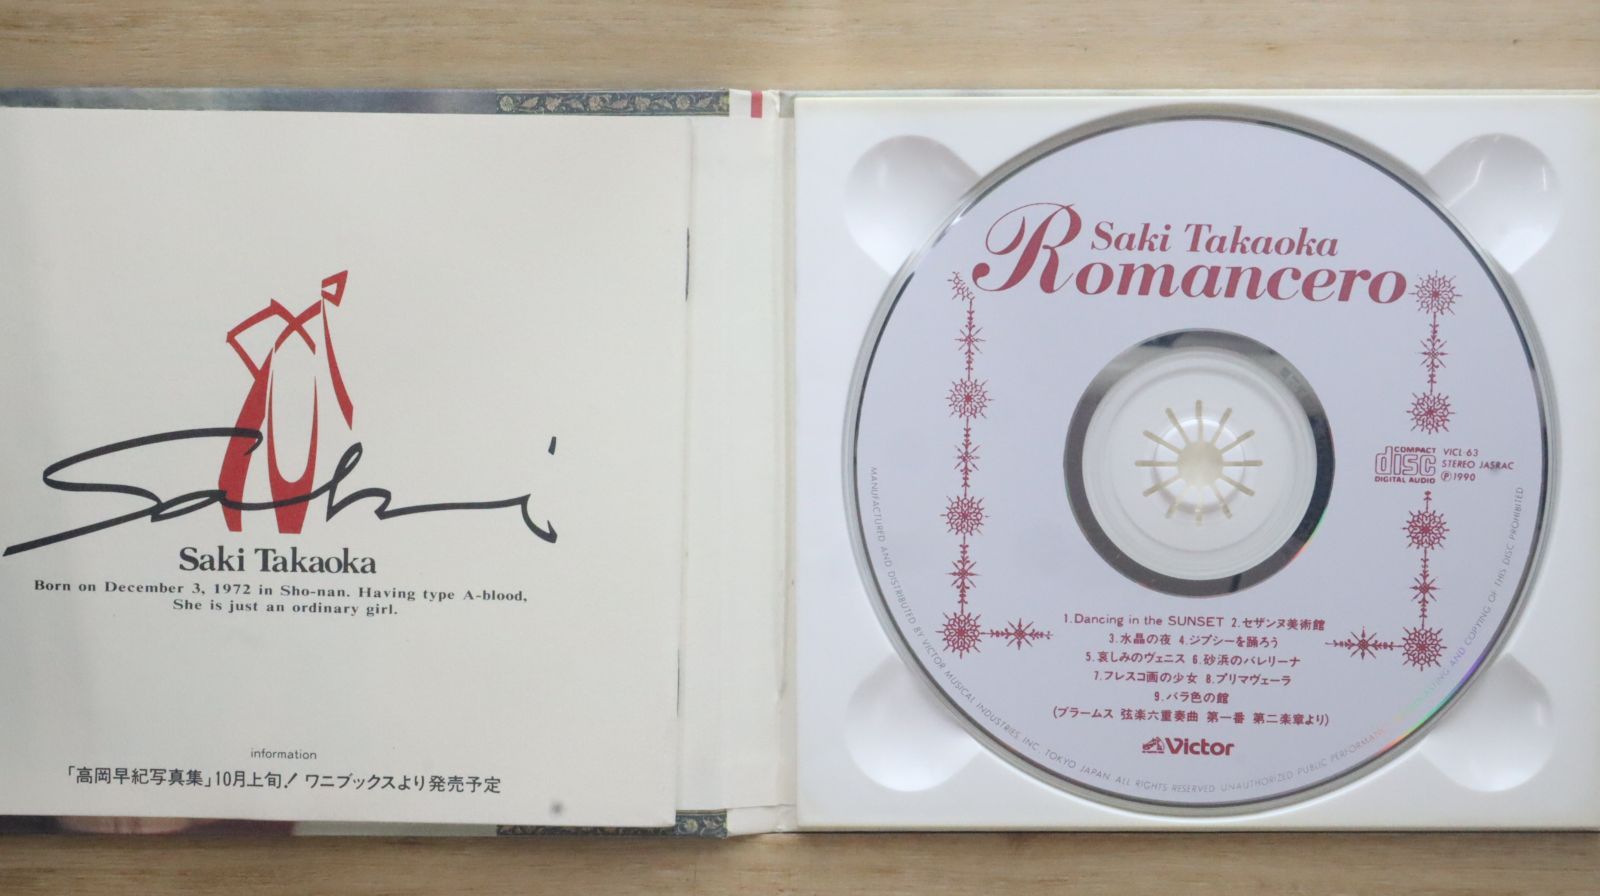 Saki
Saki Takaoka
Born on December 3, 1972 in Sho-nan. Having type A-blood,
She is just an ordinary girl.
information
「高岡早紀写真集」10月上旬！ワニブックスより発売予定
Saki Takaoka
Romancero
COMPACT
disc
DIGITAL AUDIO
VICL-63
STEREO JASRAC
Ⓟ1990
1.Dancing in the SUNSET 2.セザンヌ美術館
3.水晶の夜 4.ジプシーを踊ろう
5.哀しみのヴェニス 6.砂浜のバレリーナ
7.フレスコ画の少女 8.プリマヴェーラ
9.バラ色の館
(ブラームス 弦楽六重奏曲 第一番 第二楽章より)
Victor
MANUFACTURED AND DISTRIBUTED BY VICTOR MUSICAL INDUSTRIES, INC. TOKYO JAPAN ALL RIGHTS RESERVED UNAUTHORIZED PUBLIC PERFORMANCE, BROADCASTING AND COPYING OF THIS DISC PROHIBITED